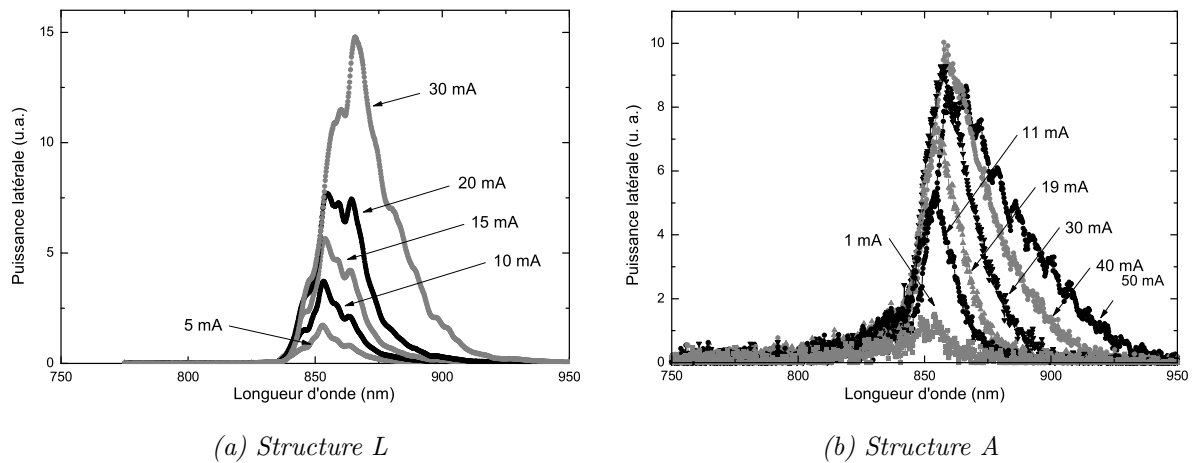 15
10
5
0
750
800
850
900
950
Puissance latérale (u.a.)
Longueur d'onde (nm)
30 mA
20 mA
15 mA
10 mA
5 mA
(a) Structure L
10
8
6
4
2
0
750
800
850
900
950
Puissance latérale (u. a.)
Longueur d'onde (nm)
11 mA
19 mA
1 mA
30 mA
40 mA
50 mA
(b) Structure A